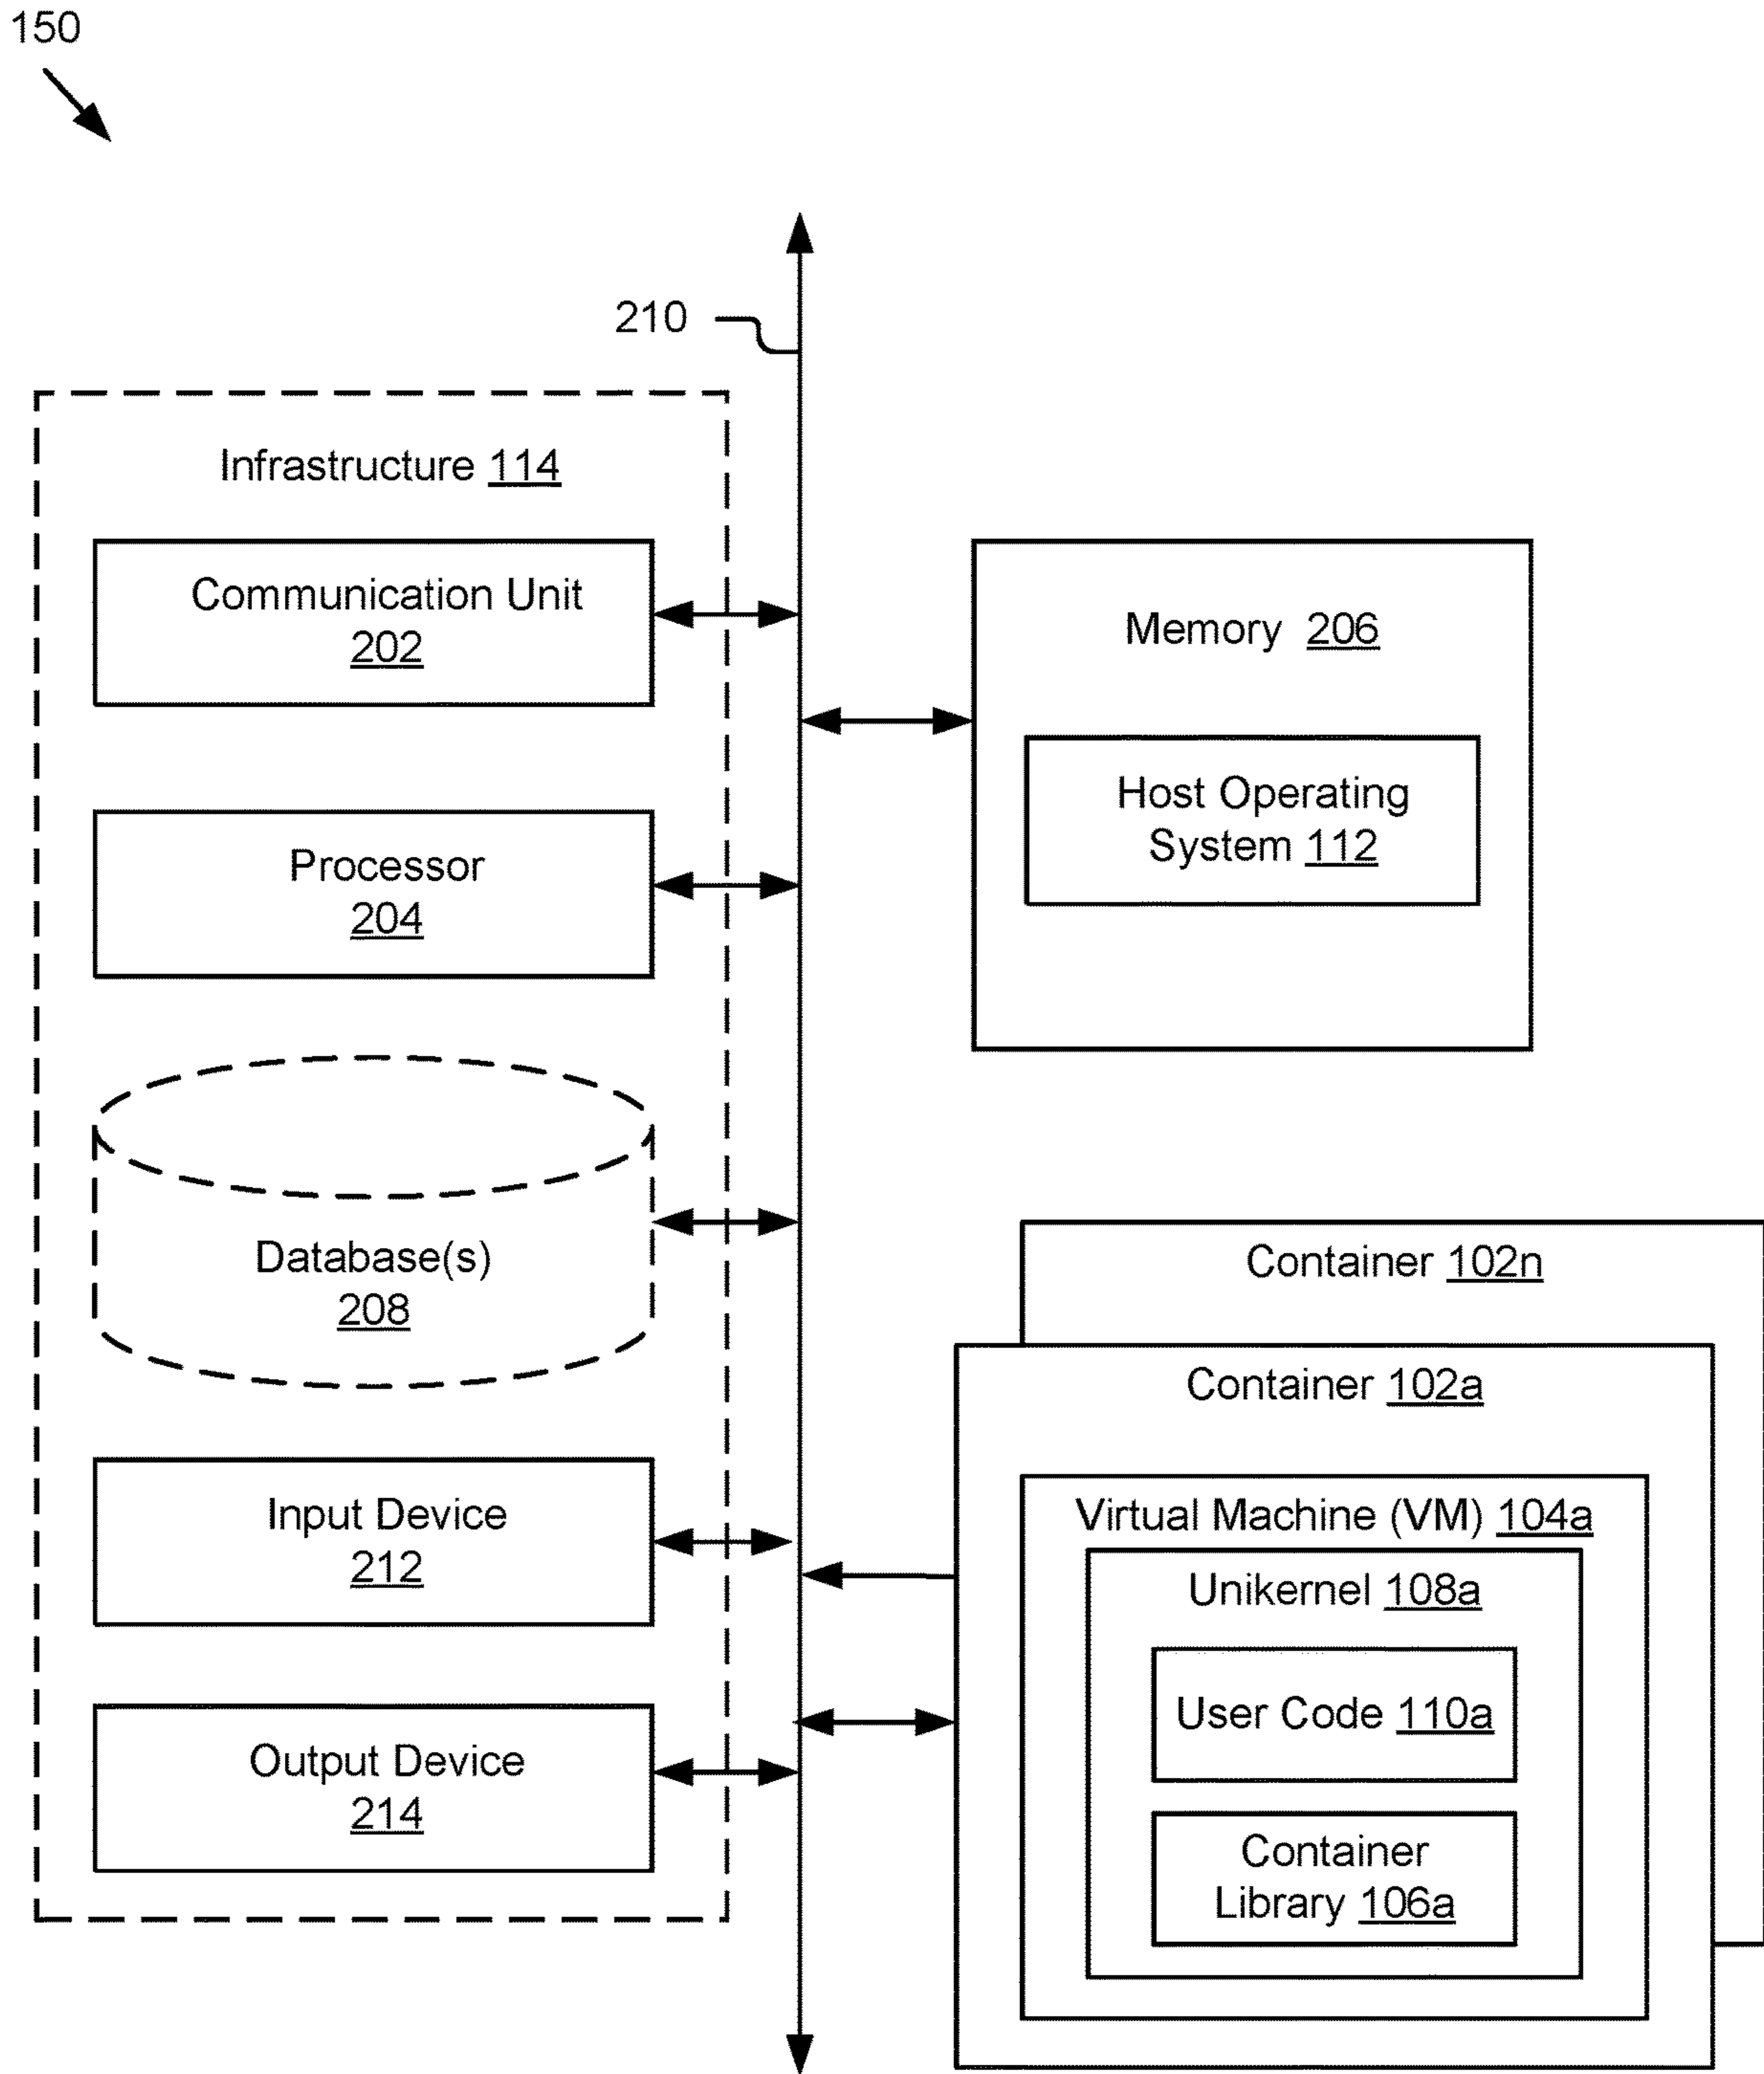 150
210
Infrastructure 114
Communication Unit
202
Processor
204
Database(s)
208
Input Device
212
Output Device
214
Memory 206
Host Operating
System 112
Container 102n
Container 102a
Virtual Machine (VM) 104a
Unikernel 108a
User Code 110a
Container
Library 106a